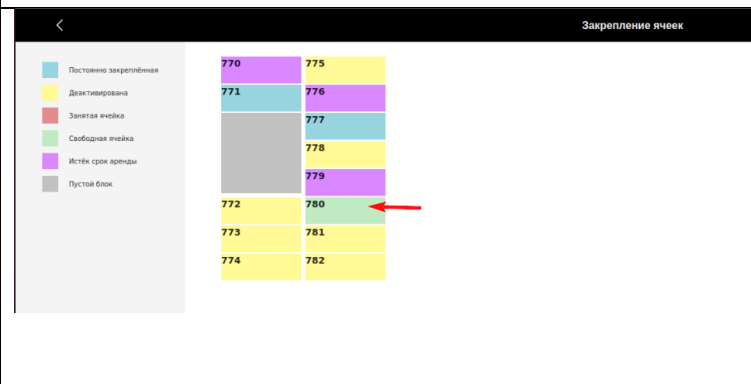 Закрепление ячеек
Постоянно закреплённая
Деактивирована
Занятая ячейка
Свободная ячейка
Истёк срок аренды
Пустой блок
770 775
771 776
777
778
779
772 780
773 781
774 782